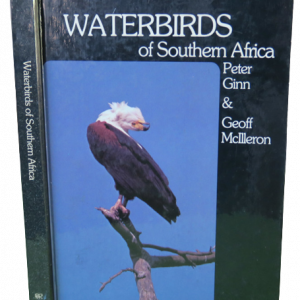 WATERBIRDS
of Southern Africa
Peter
Ginn
&
Geoff
McIlleron
Waterbirds of Southern Africa